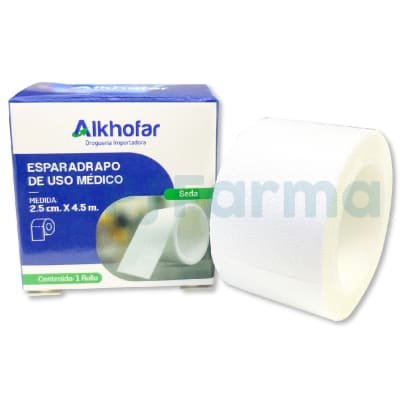 Alkhofar
Droguería Importadora
ESPARADRAPO
DE USO MÉDICO
MEDIDA:
2.5 cm. X 4.5 m.
Seda
Contenido: 1 Rollo
Farma